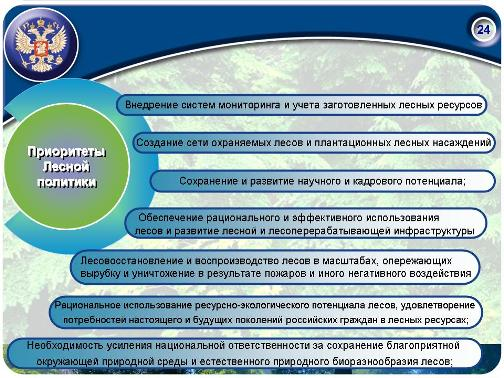 24
Внедрение систем мониторинга и учета заготовленных лесных ресурсов
Создание сети охраняемых лесов и плантационных лесных насаждений
Приоритеты
Лесной
политики
Сохранение и развитие научного и кадрового потенциала;
Обеспечение рационального и эффективного использования
лесов и развитие лесной и лесоперерабатывающей инфраструктуры
Лесовосстановление и воспроизводство лесов в масштабах, опережающих
вырубку и уничтожение в результате пожаров и иного негативного воздействия
Рациональное использование ресурсно-экологического потенциала лесов, удовлетворение
потребностей настоящего и будущих поколений российских граждан в лесных ресурсах;
Необходимость усиления национальной ответственности за сохранение благоприятной
окружающей природной среды и естественного природного биоразнообразия лесов;